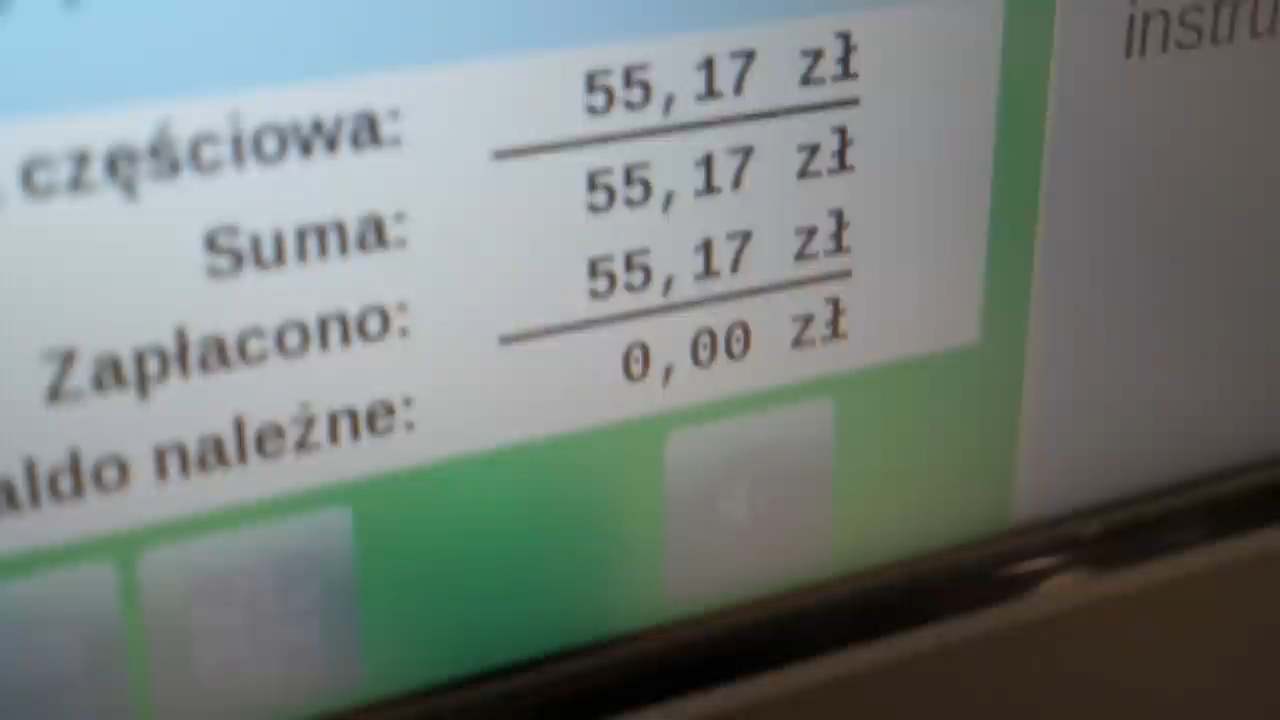 częściowa: 55,17 zł
Suma: 55,17 zł
Zapłacono: 55,17 zł
aldo należne: 0,00 zł
instru